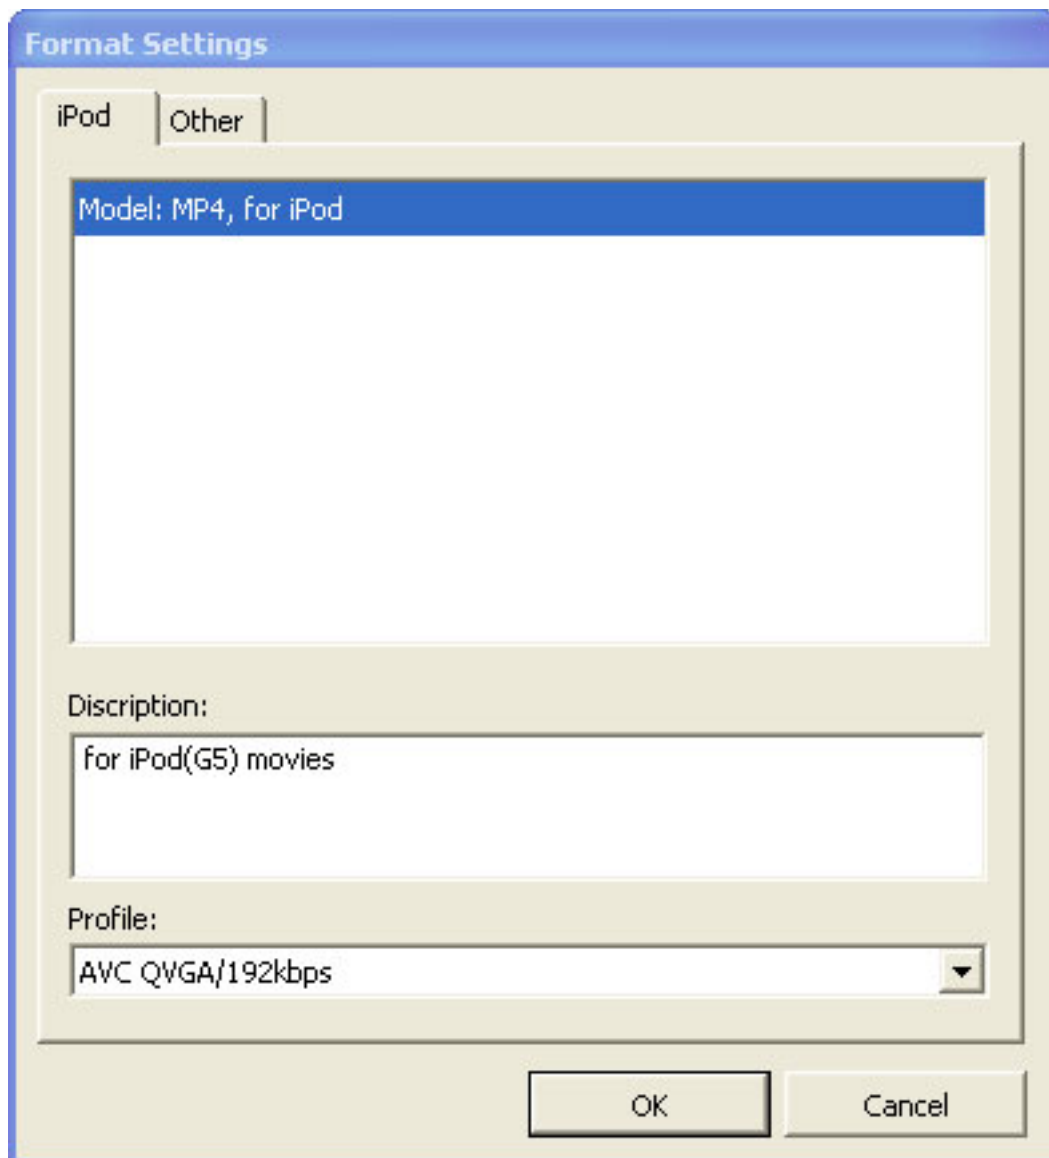 Format Settings
iPod
Other
Model: MP4, for iPod
Discription:
for iPod(G5) movies
Profile:
AVC QVGA/192kbps
OK
Cancel